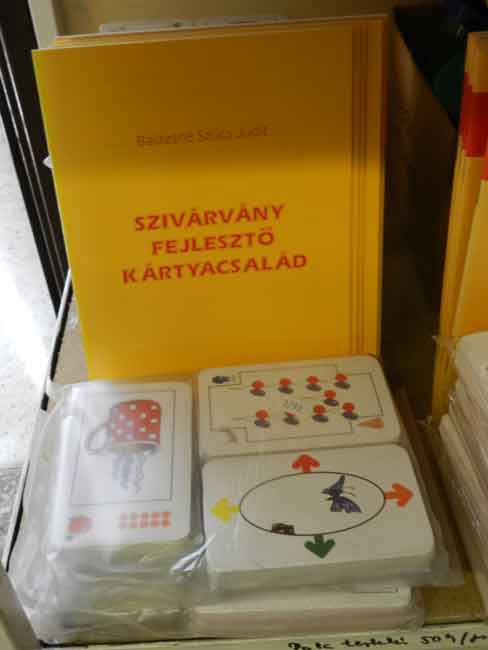 Balázsné Szűcs Judit
SZIVÁRVÁNY
FEJLESZTŐ
KÁRTYACSALÁD